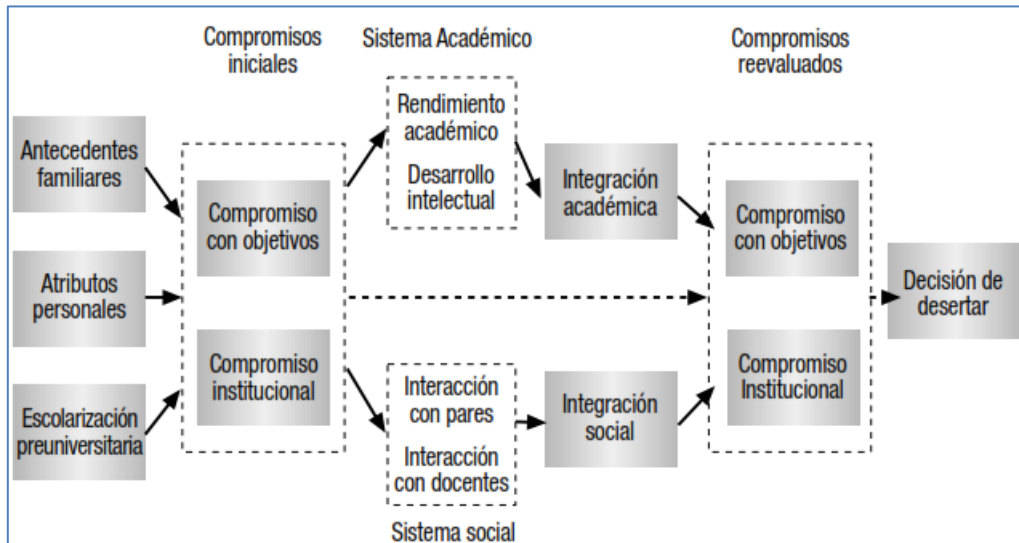 Compromisos
iniciales
Sistema Académico
Compromisos
reevaluados
Antecedentes
familiares
Atributos
personales
Escolarización
preuniversitaria
Compromiso
con objetivos
Compromiso
institucional
Rendimiento
académico
Desarrollo
intelectual
Interacción
con pares
Interacción
con docentes
Sistema social
Integración
académica
Integración
social
Compromiso
con objetivos
Compromiso
Institucional
Decisión de
desertar